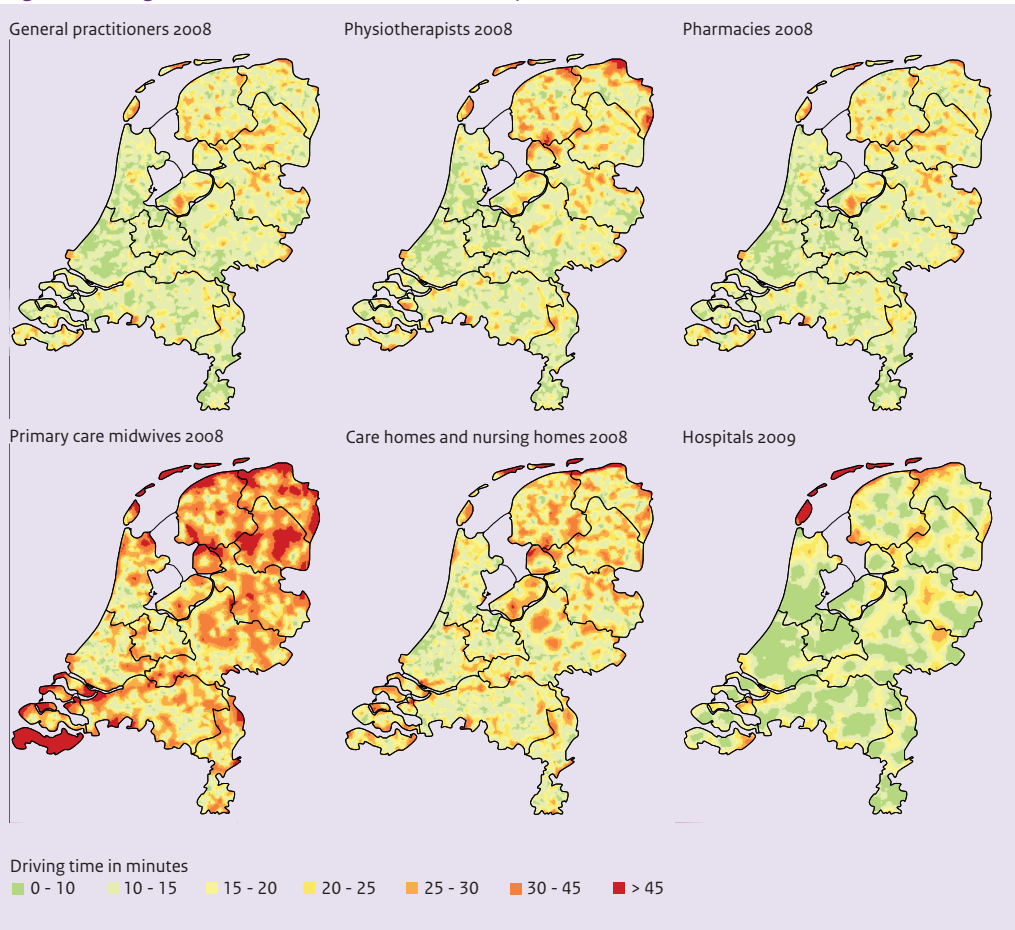 General practitioners 2008
Physiotherapists 2008
Pharmacies 2008
Primary care midwives 2008
Care homes and nursing homes 2008
Hospitals 2009
Driving time in minutes
0 - 10
10 - 15
15 - 20
20 - 25
25 - 30
30 - 45
> 45